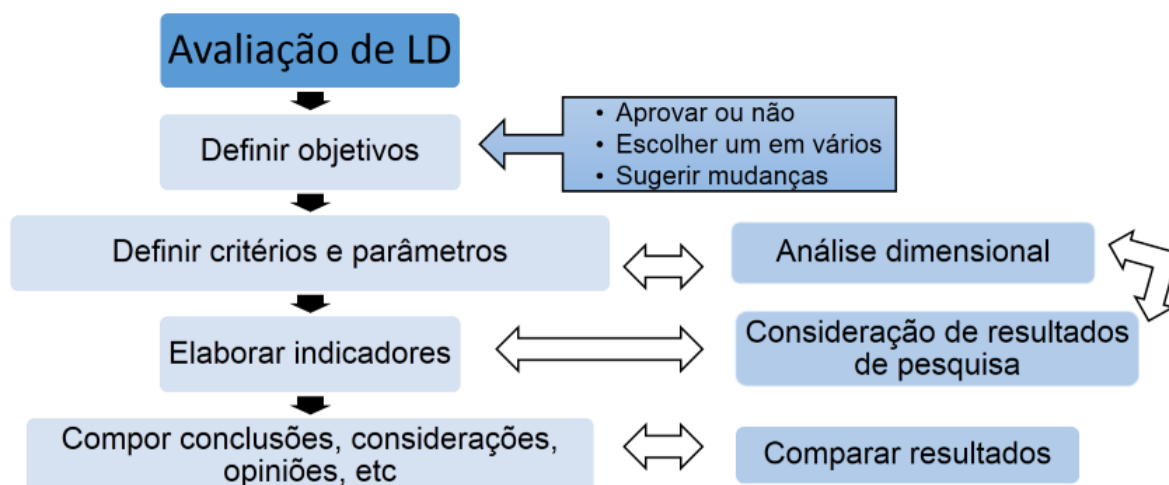 Avaliação de LD
Definir objetivos
• Aprovar ou não
• Escolher um em vários
• Sugerir mudanças
Definir critérios e parâmetros
Análise dimensional
Elaborar indicadores
Consideração de resultados
de pesquisa
Compor conclusões, considerações,
opiniões, etc
Comparar resultados